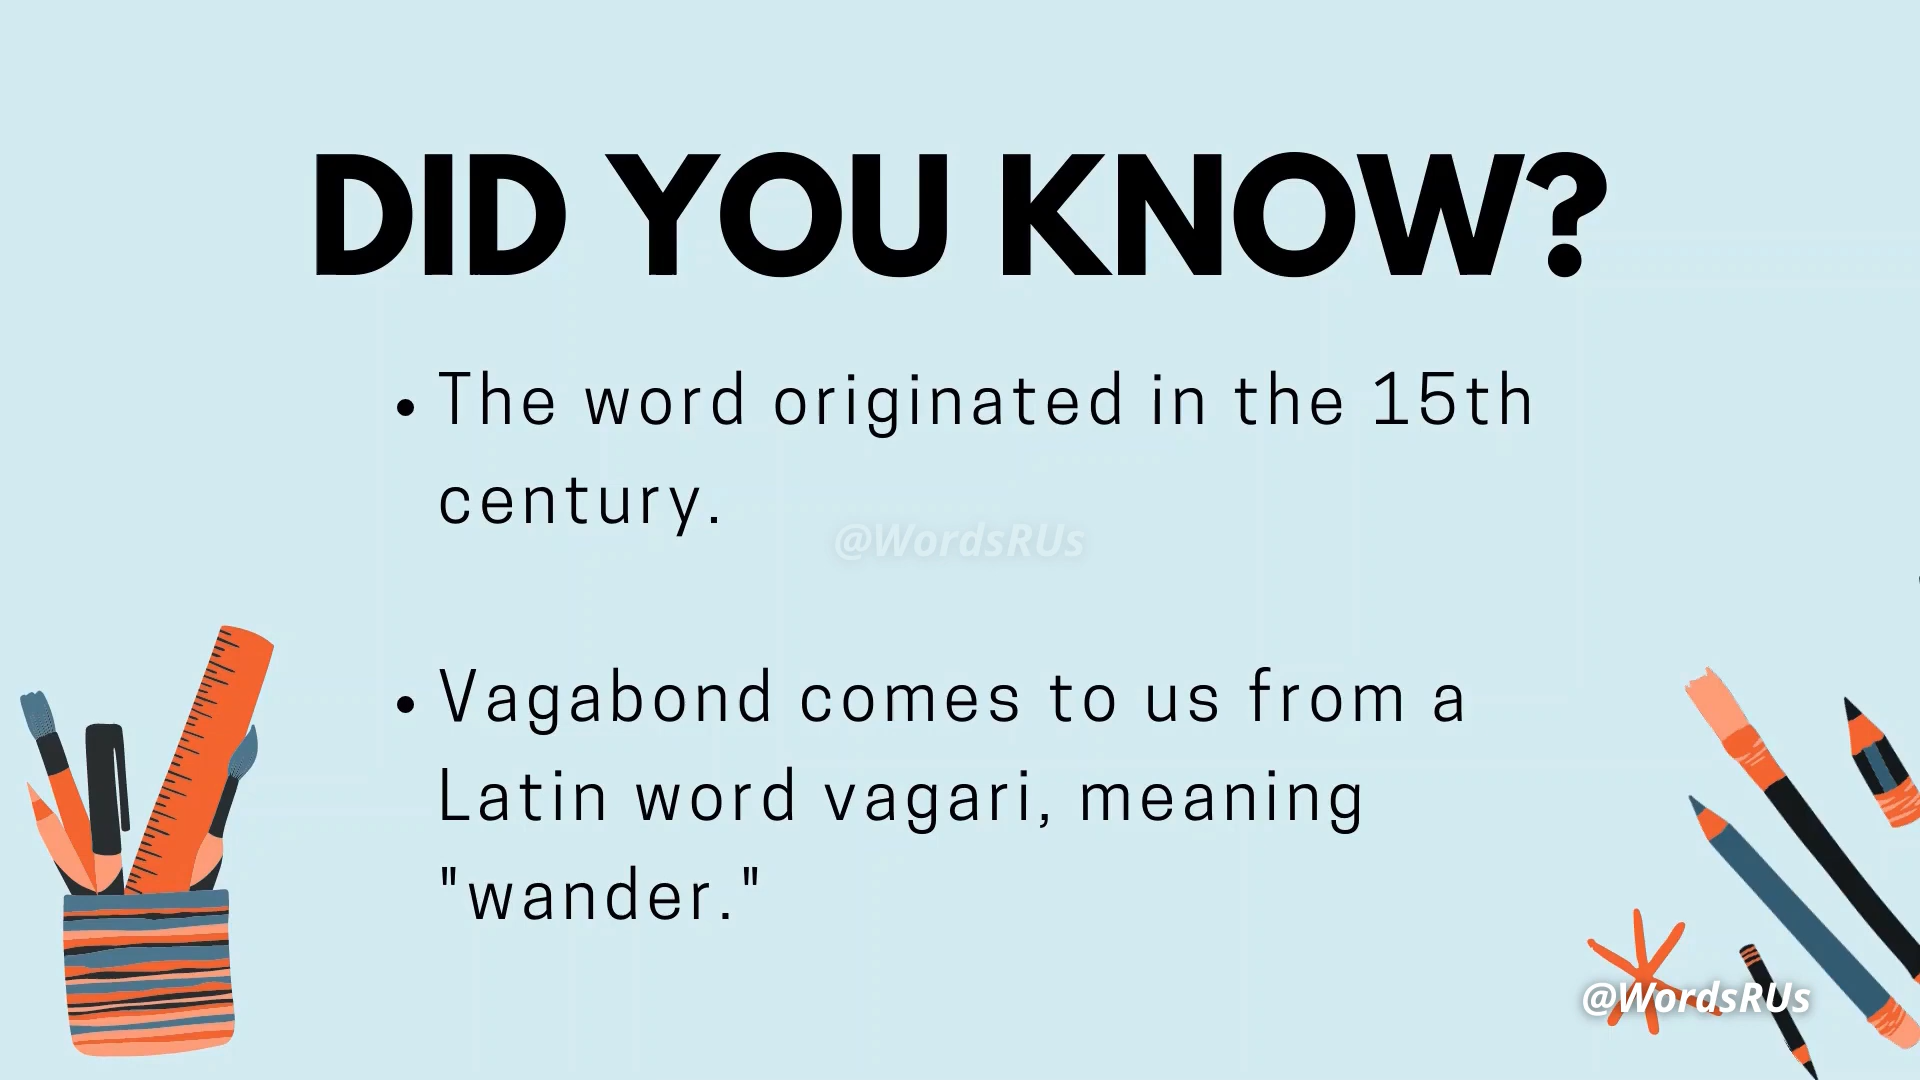 DID YOU KNOW?
• The word originated in the 15th
century.
@WordsRUs
• Vagabond comes to us from a
Latin word vagari, meaning
"wander."
@WordsRUs